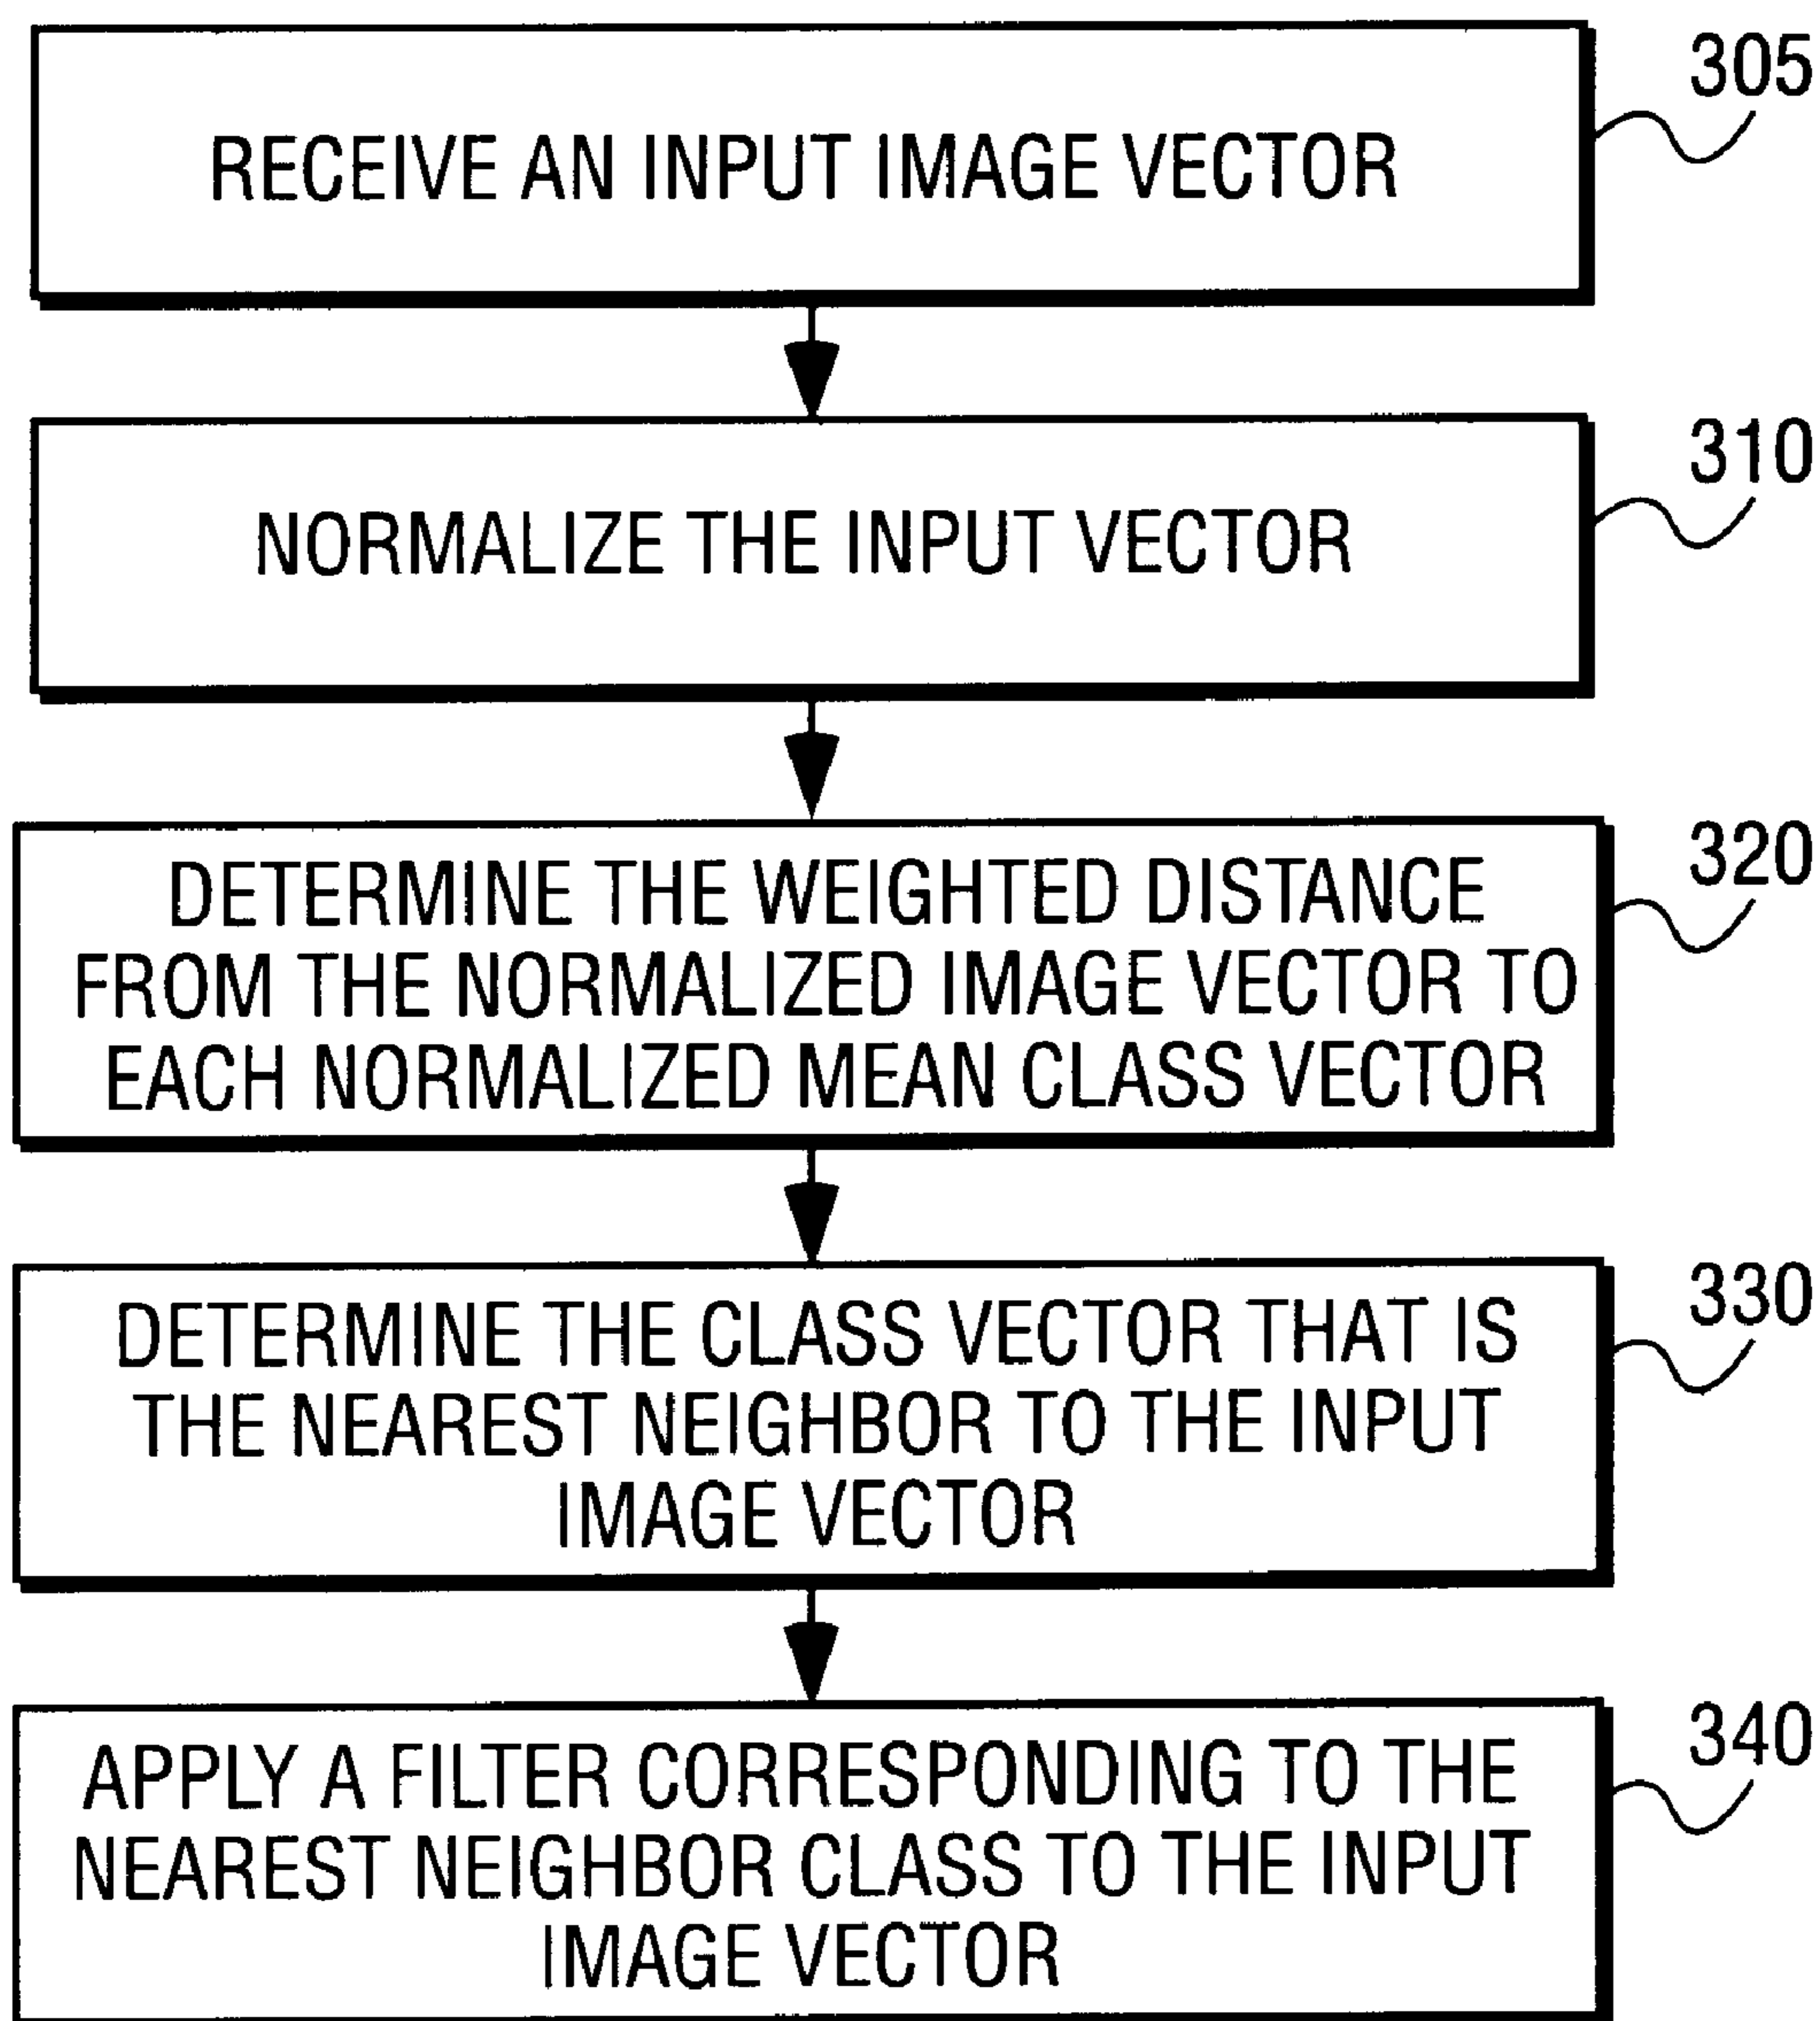 305
RECEIVE AN INPUT IMAGE VECTOR
310
NORMALIZE THE INPUT VECTOR
320
DETERMINE THE WEIGHTED DISTANCE
FROM THE NORMALIZED IMAGE VECTOR TO
EACH NORMALIZED MEAN CLASS VECTOR
330
DETERMINE THE CLASS VECTOR THAT IS
THE NEAREST NEIGHBOR TO THE INPUT
IMAGE VECTOR
340
APPLY A FILTER CORRESPONDING TO THE
NEAREST NEIGHBOR CLASS TO THE INPUT
IMAGE VECTOR